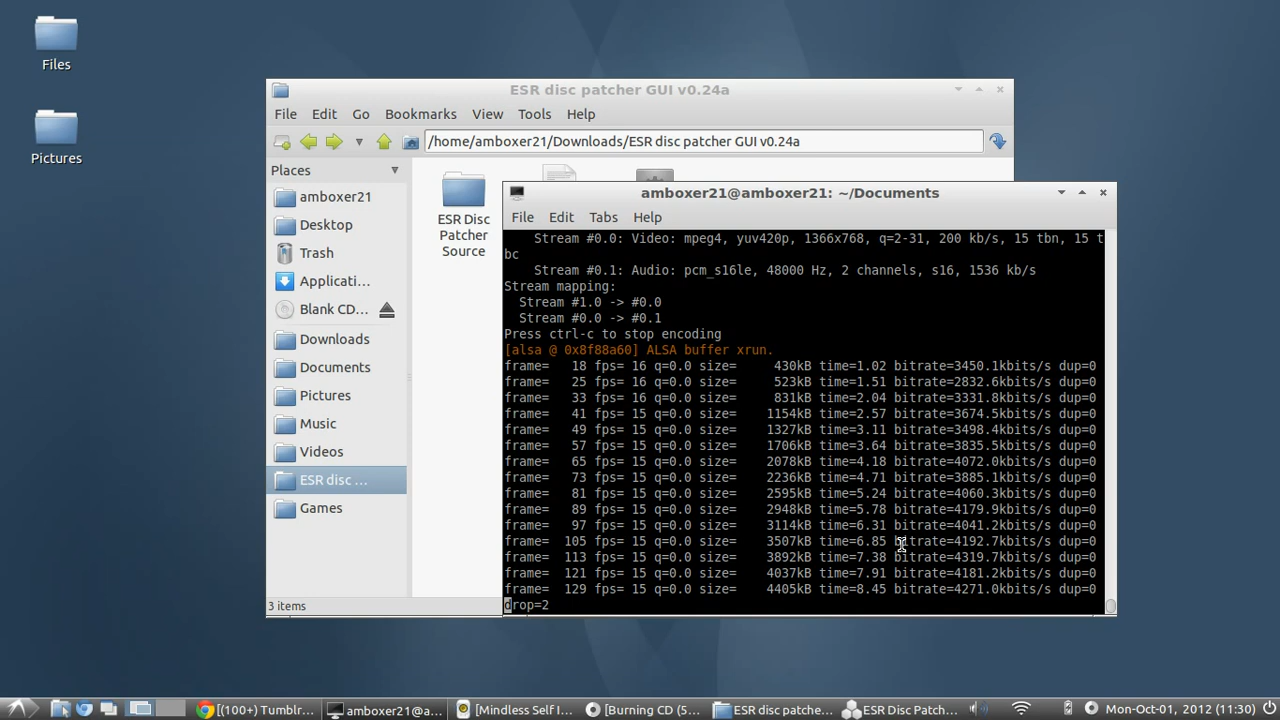 Files
Pictures
ESR disc patcher GUI v0.24a
File Edit Go Bookmarks View Tools Help
/home/amboxer21/Downloads/ESR disc patcher GUI v0.24a
Places
amboxer21
Desktop
Trash
Applicati...
Blank CD...
Downloads
Documents
Pictures
Music
Videos
ESR disc ...
Games
3 items
ESR Disc
Patcher
Source
amboxer21@amboxer21: ~/Documents
File Edit Tabs Help
Stream #0.0: Video: mpeg4, yuv420p, 1366x768, q=2-31, 200 kb/s, 15 tbn, 15 t
bc
Stream #0.1: Audio: pcm_s16le, 48000 Hz, 2 channels, s16, 1536 kb/s
Stream mapping:
Stream #1.0 -> #0.0
Stream #0.0 -> #0.1
Press ctrl-c to stop encoding
[alsa @ 0x8f88a60] ALSA buffer xrun.
frame= 18 fps= 16 q=0.0 size= 430kB time=1.02 bitrate=3450.1kbits/s dup=0
frame= 25 fps= 16 q=0.0 size= 523kB time=1.51 bitrate=2832.6kbits/s dup=0
frame= 33 fps= 16 q=0.0 size= 831kB time=2.04 bitrate=3331.8kbits/s dup=0
frame= 41 fps= 15 q=0.0 size= 1154kB time=2.57 bitrate=3674.5kbits/s dup=0
frame= 49 fps= 15 q=0.0 size= 1327kB time=3.11 bitrate=3498.4kbits/s dup=0
frame= 57 fps= 15 q=0.0 size= 1706kB time=3.64 bitrate=3835.5kbits/s dup=0
frame= 65 fps= 15 q=0.0 size= 2078kB time=4.18 bitrate=4072.0kbits/s dup=0
frame= 73 fps= 15 q=0.0 size= 2236kB time=4.71 bitrate=3885.1kbits/s dup=0
frame= 81 fps= 15 q=0.0 size= 2595kB time=5.24 bitrate=4060.3kbits/s dup=0
frame= 89 fps= 15 q=0.0 size= 2948kB time=5.78 bitrate=4179.9kbits/s dup=0
frame= 97 fps= 15 q=0.0 size= 3114kB time=6.31 bitrate=4041.2kbits/s dup=0
frame= 105 fps= 15 q=0.0 size= 3507kB time=6.85 bitrate=4192.7kbits/s dup=0
frame= 113 fps= 15 q=0.0 size= 3892kB time=7.38 bitrate=4319.7kbits/s dup=0
frame= 121 fps= 15 q=0.0 size= 4037kB time=7.91 bitrate=4181.2kbits/s dup=0
frame= 129 fps= 15 q=0.0 size= 4405kB time=8.45 bitrate=4271.0kbits/s dup=0
drop=2
[(100+) Tumblr... amboxer21@a... [Mindless Self I... [Burning CD (5... ESR disc patche... ESR Disc Patch... Mon-Oct-01, 2012 (11:30)